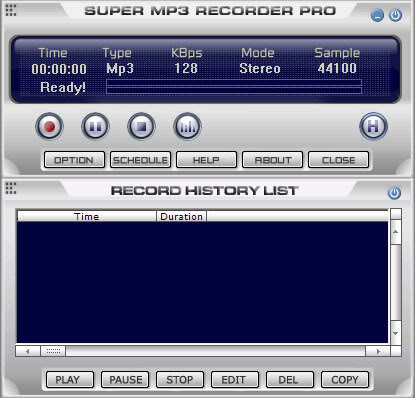 SUPER MP3 RECORDER PRO
Time Type KBps Mode Sample
00:00:00 Mp3 128 Stereo 44100
Ready!
H
OPTION SCHEDULE HELP ABOUT CLOSE
RECORD HISTORY LIST
Time Duration
PLAY PAUSE STOP EDIT DEL COPY